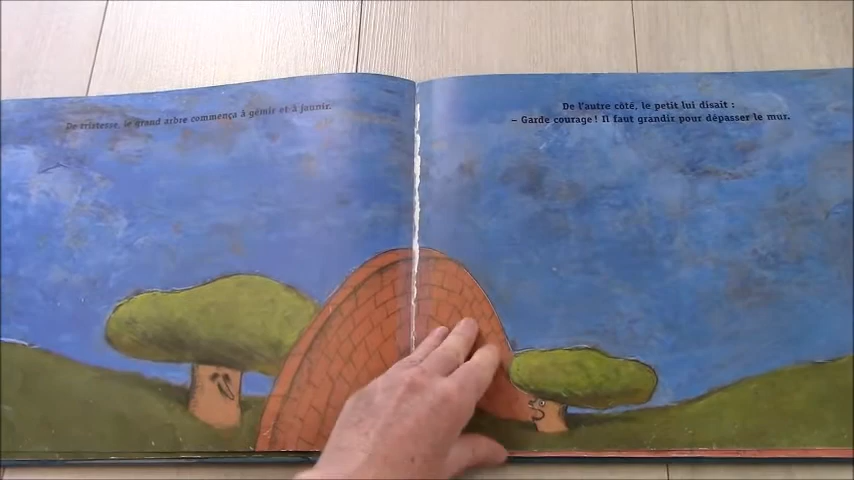 De tristesse, le grand arbre commença à gémir et à jaunir.
De l'autre côté, le petit lui disait :
– Garde courage ! Il faut grandir pour dépasser le mur.